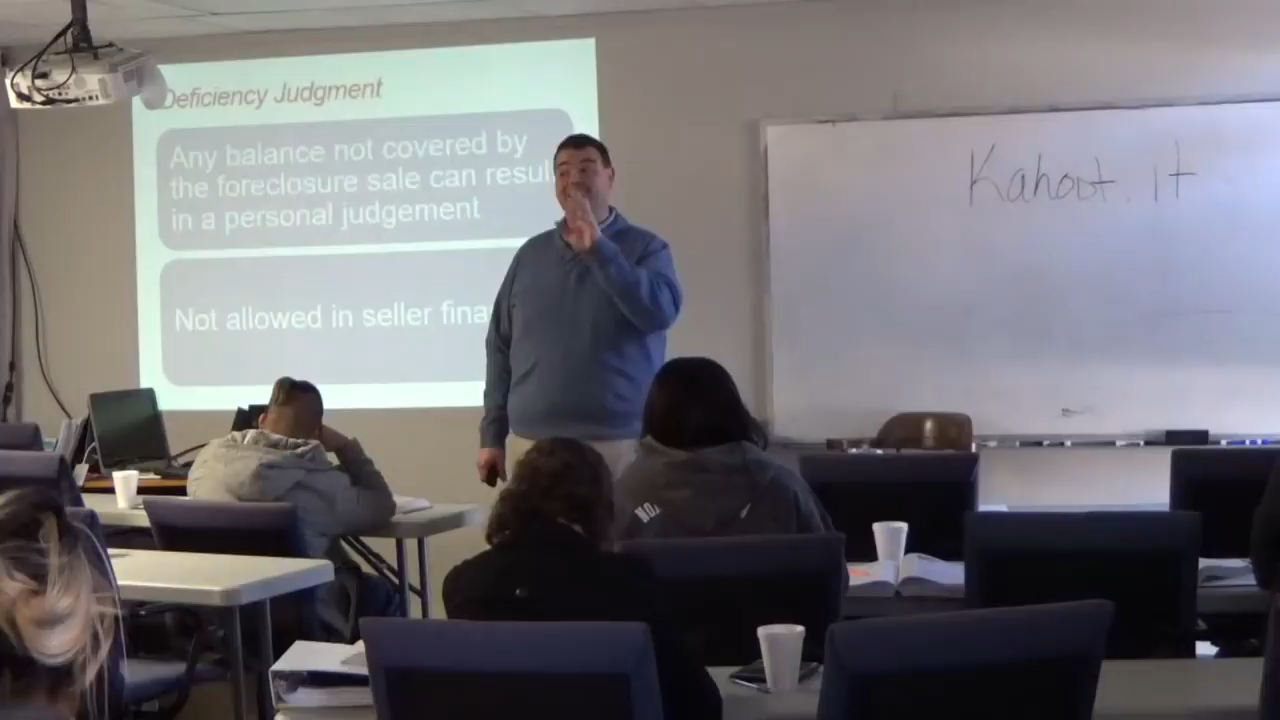 Deficiency Judgment
Any balance not covered by
the foreclosure sale can resul
in a personal judgement
Not allowed in seller fina
Kahoot.it